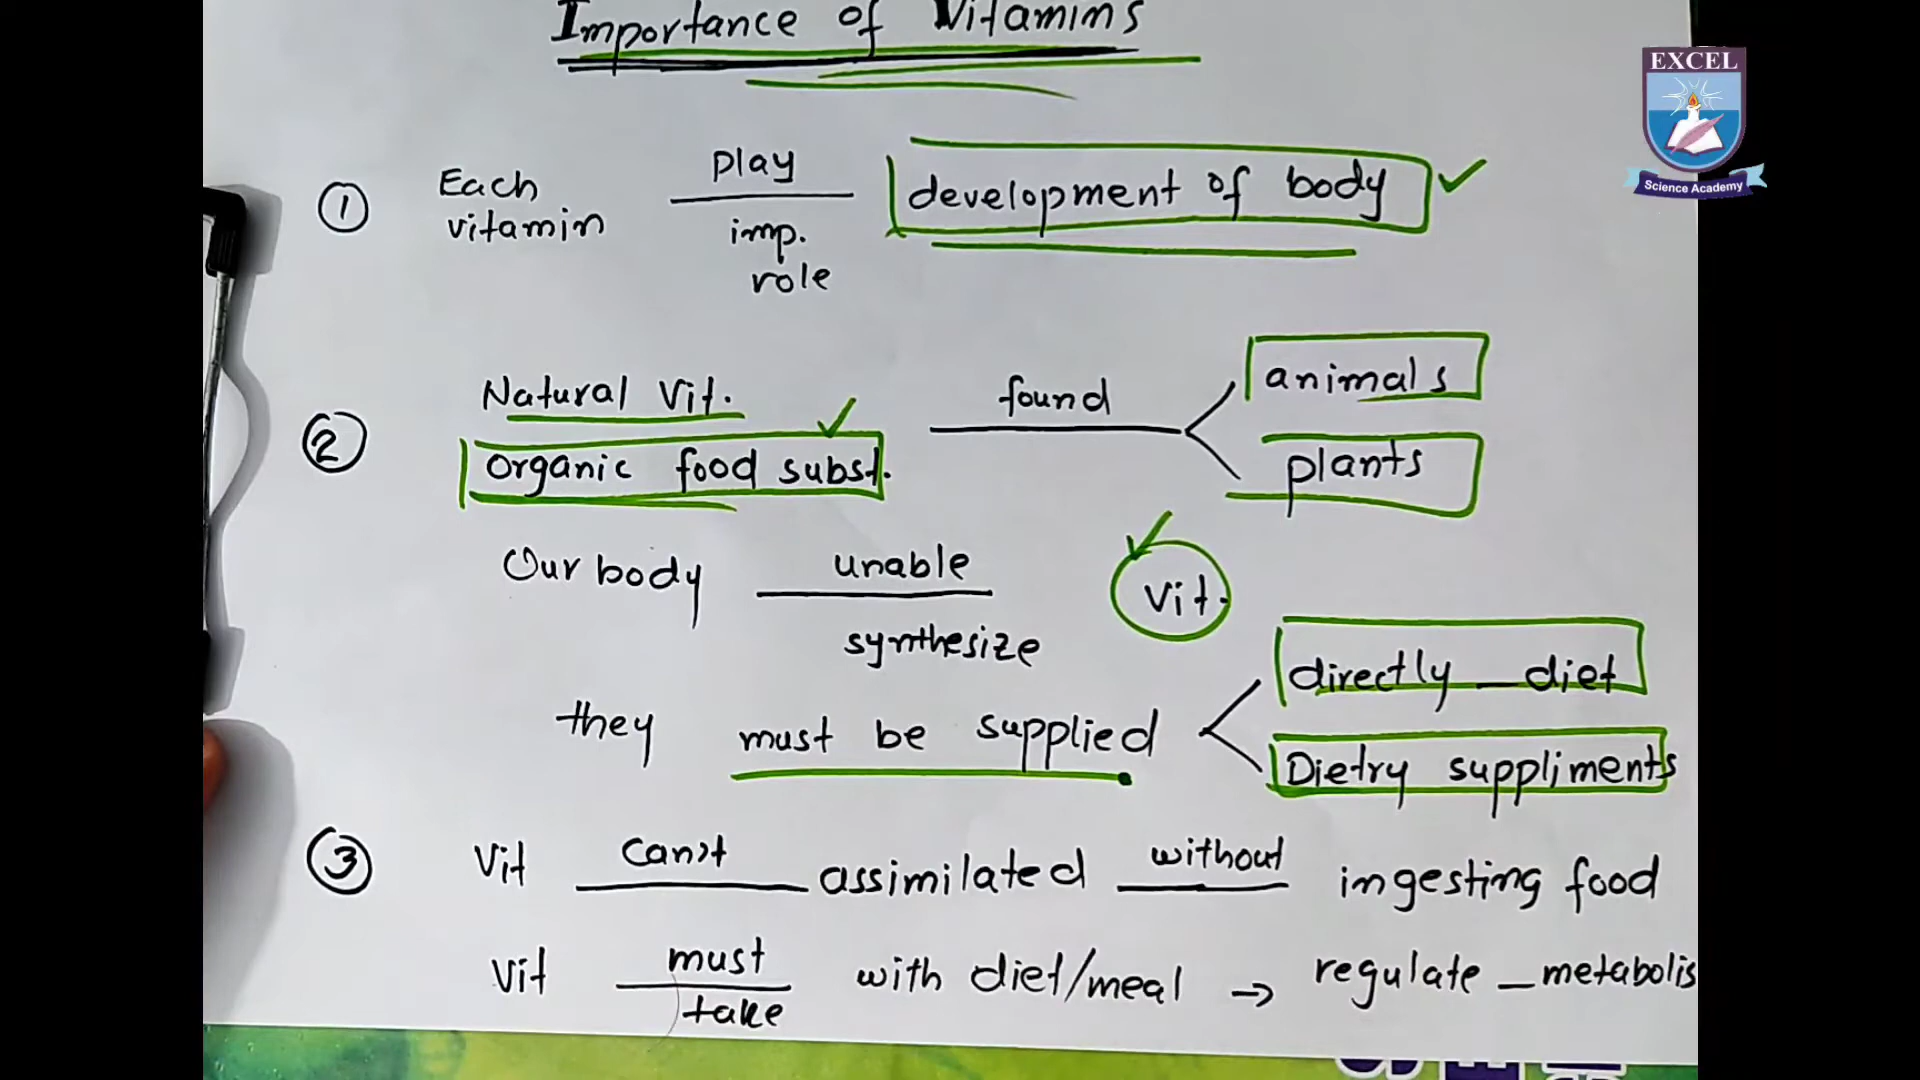 Importance of Vitamins
EXCEL
Science Academy
① Each vitamin play imp. role development of body
② Natural Vit. found animals
Organic food subst. plants
Our body unable synthesize Vit.
they must be supplied directly _ diet
Dietry suppliments
③ Vit can't assimilated without ingesting food
Vit must take with diet/meal → regulate _ metabolis